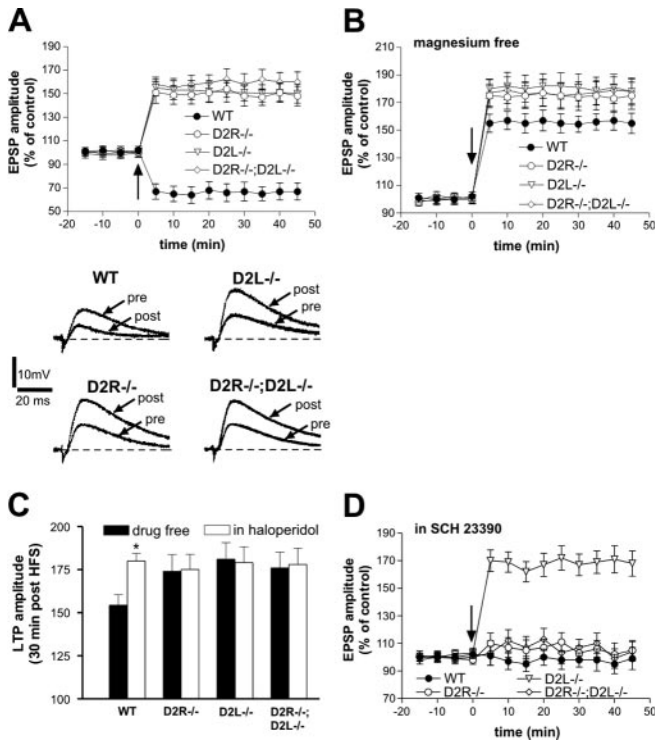 A
EPSP amplitude
(% of control)
190
170
150
130
110
90
70
50
WT
D2R-/-
D2L-/-
D2R-/-;D2L-/-
-20 -10 0 10 20 30 40 50
time (min)
B
magnesium free
EPSP amplitude
(% of control)
210
190
170
150
130
110
90
WT
D2R-/-
D2L-/-
D2R-/-;D2L-/-
-20 -10 0 10 20 30 40 50
time (min)
WT
pre
post
D2L-/-
post
pre
10mV
20 ms
D2R-/-
post
pre
D2R-/-;D2L-/-
post
pre
C
drug free in haloperidol
LTP amplitude
(30 min post HFS)
200
175
150
125
100
*
WT D2R-/- D2L-/- D2R-/-;
D2L-/-
D
in SCH 23390
EPSP amplitude
(% of control)
190
170
150
130
110
90
70
WT D2L-/-
D2R-/- D2R-/-;D2L-/-
-20 -10 0 10 20 30 40 50
time (min)